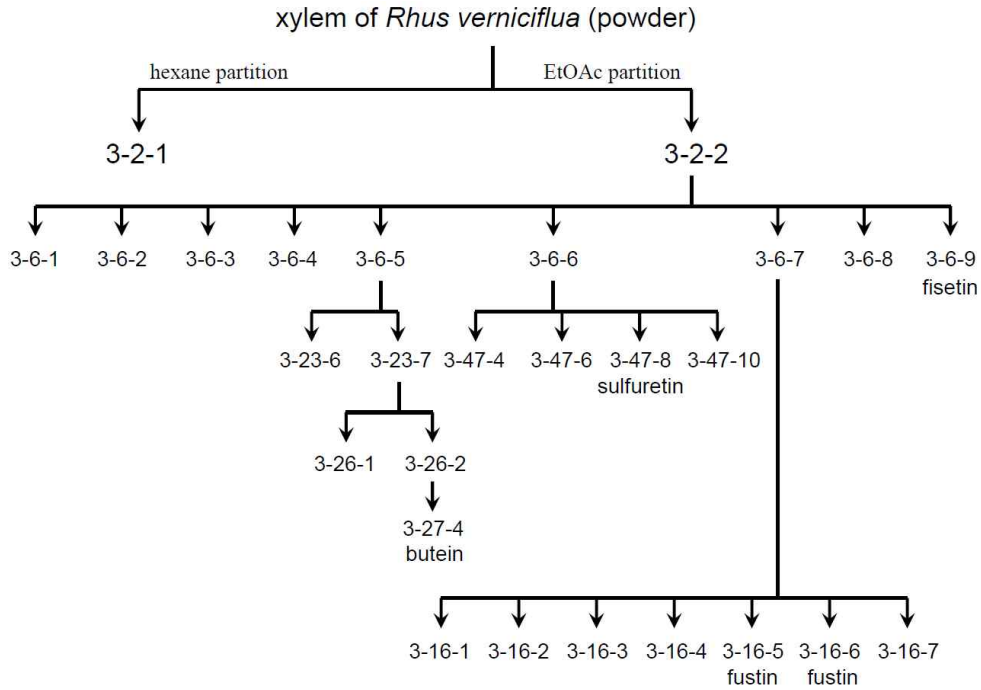 xylem of Rhus verniciflua (powder)
hexane partition EtOAc partition
3-2-1 3-2-2
3-6-1 3-6-2 3-6-3 3-6-4 3-6-5 3-6-6 3-6-7 3-6-8 3-6-9
fisetin
3-23-6 3-23-7 3-47-4 3-47-6 3-47-8 3-47-10
sulfuretin
3-26-1 3-26-2
3-27-4
butein
3-16-1 3-16-2 3-16-3 3-16-4 3-16-5 3-16-6 3-16-7
fustin fustin